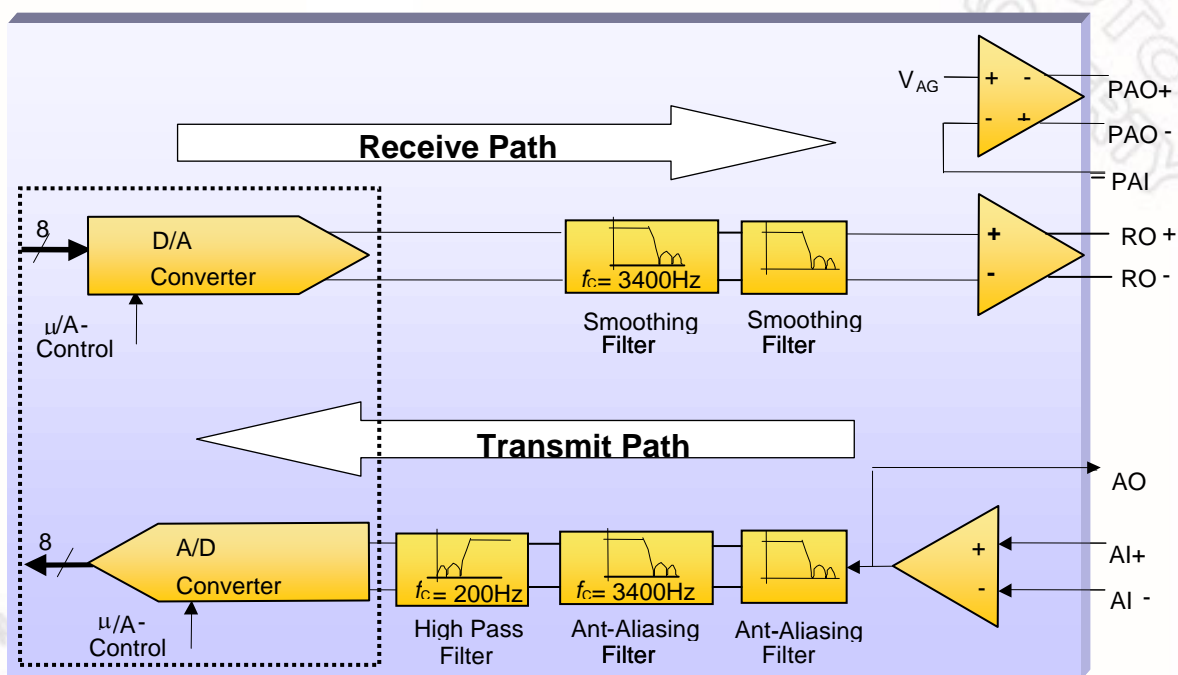 V AG
+ -
- +
PAO+
PAO -
= PAI
Receive Path
8
D/A
Converter
μ/A-
Control
fc= 3400Hz
Smoothing
Filter
Smoothing
Filter
+
-
RO +
RO -
Transmit Path
AO
8
A/D
Converter
μ/A-
Control
fc= 200Hz
High Pass
Filter
fc= 3400Hz
Ant-Aliasing
Filter
Ant-Aliasing
Filter
+
-
AI+
AI -